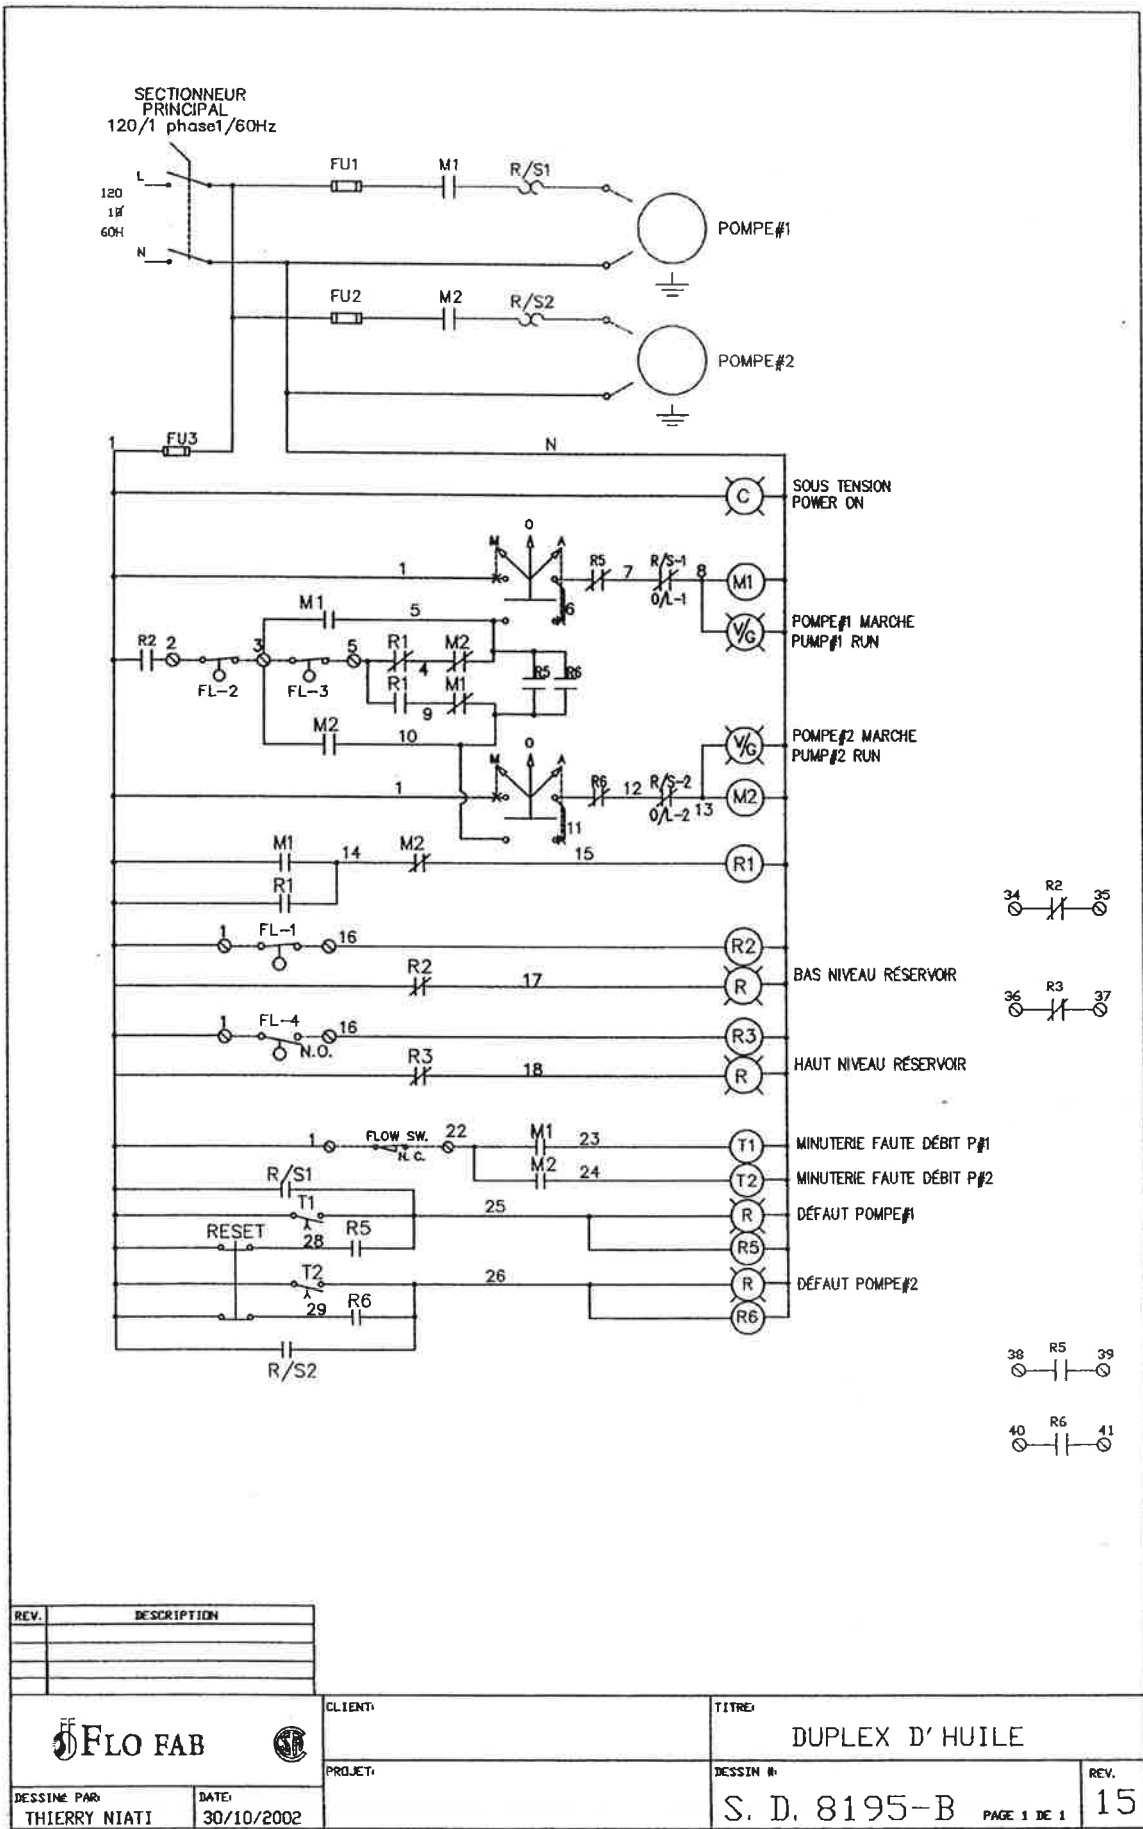 SECTIONNEUR
PRINCIPAL
120/1 phase1/60Hz
L
120
1Ø
60H
N
FU1
M1
R/S1
POMPE#1
FU2
M2
R/S2
POMPE#2
1
FU3
N
C
SOUS TENSION
POWER ON
M
O
A
1
R5
7
R/S-1
O/L-1
8
M1
6
M1
5
V/G
POMPE#1 MARCHE
PUMP#1 RUN
R2
2
FL-2
3
FL-3
5
R1
4
M2
R5
R6
R1
9
M1
M2
10
V/G
POMPE#2 MARCHE
PUMP#2 RUN
M
O
A
1
R6
12
R/S-2
O/L-2
13
M2
11
M1
14
M2
15
R1
R1
34
R2
35
1
FL-1
16
R2
R2
17
R
BAS NIVEAU RÉSERVOIR
36
R3
37
1
FL-4
N.O.
16
R3
R3
18
R
HAUT NIVEAU RÉSERVOIR
1
FLOW SW.
N.C.
22
M1
23
T1
MINUTERIE FAUTE DÉBIT P#1
M2
24
T2
MINUTERIE FAUTE DÉBIT P#2
R/S1
T1
25
R
DÉFAUT POMPE#1
RESET
28
R5
R5
T2
26
R
DÉFAUT POMPE#2
29
R6
R6
R/S2
38
R5
39
40
R6
41
REV.
DESCRIPTION
FLO FAB
CLIENT:
TITRE:
DUPLEX D'HUILE
PROJET:
DESSIN #:
S. D. 8195-B
PAGE 1 DE 1
REV.
15
DESSINE PAR:
THIERRY NIATI
DATE:
30/10/2002